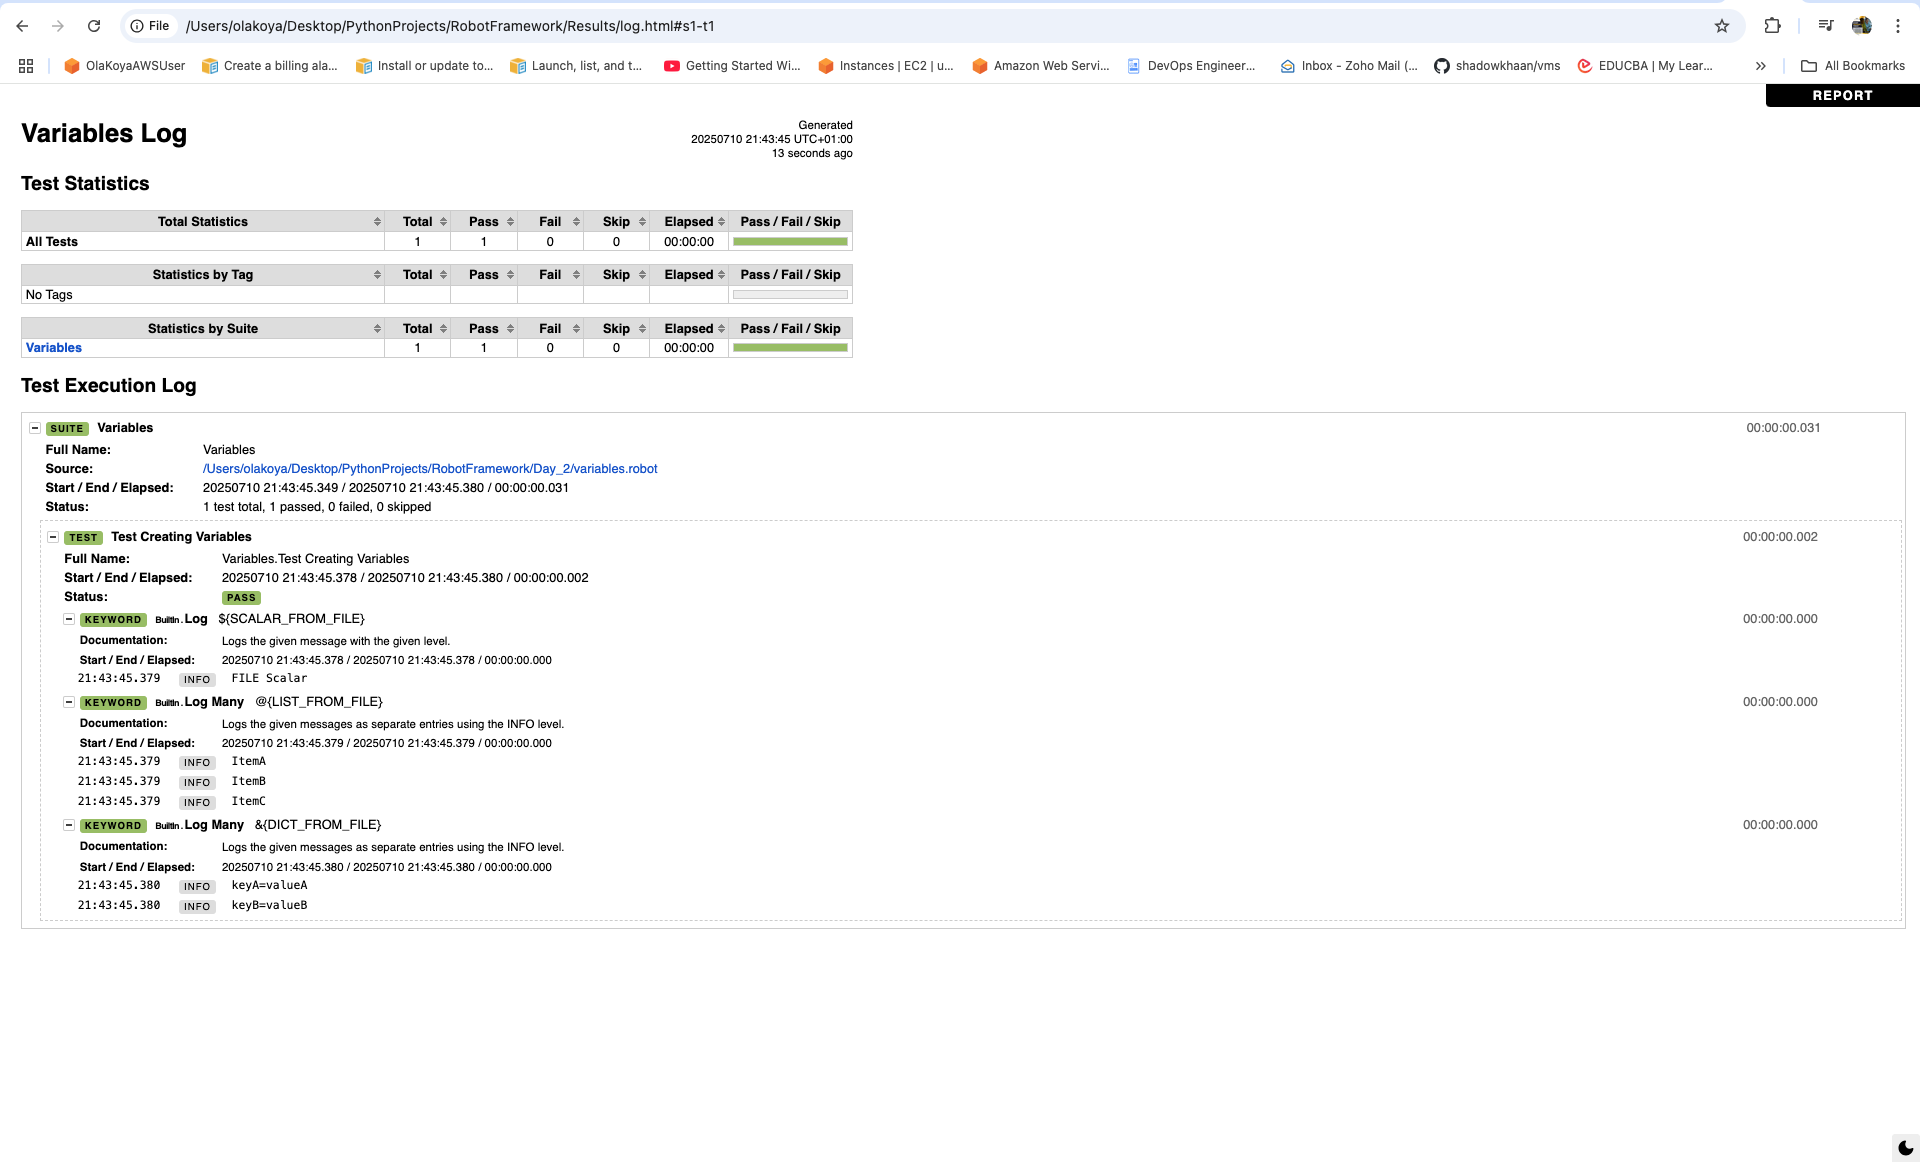 File /Users/olakoya/Desktop/PythonProjects/RobotFramework/Results/log.html#s1-t1
OlaKoyaAWSUser Create a billing ala... Install or update to... Launch, list, and t... Getting Started Wi... Instances | EC2 | u... Amazon Web Servi... DevOps Engineer... Inbox - Zoho Mail (... shadowkhaan/vms EDUCBA | My Lear... » All Bookmarks
REPORT
Variables Log
Generated
20250710 21:43:45 UTC+01:00
13 seconds ago
Test Statistics
Total Statistics Total Pass Fail Skip Elapsed Pass / Fail / Skip
All Tests 1 1 0 0 00:00:00
Statistics by Tag Total Pass Fail Skip Elapsed Pass / Fail / Skip
No Tags
Statistics by Suite Total Pass Fail Skip Elapsed Pass / Fail / Skip
Variables 1 1 0 0 00:00:00
Test Execution Log
SUITE Variables 00:00:00.031
Full Name: Variables
Source: /Users/olakoya/Desktop/PythonProjects/RobotFramework/Day_2/variables.robot
Start / End / Elapsed: 20250710 21:43:45.349 / 20250710 21:43:45.380 / 00:00:00.031
Status: 1 test total, 1 passed, 0 failed, 0 skipped
TEST Test Creating Variables 00:00:00.002
Full Name: Variables.Test Creating Variables
Start / End / Elapsed: 20250710 21:43:45.378 / 20250710 21:43:45.380 / 00:00:00.002
Status: PASS
KEYWORD BuiltIn.Log ${SCALAR_FROM_FILE} 00:00:00.000
Documentation: Logs the given message with the given level.
Start / End / Elapsed: 20250710 21:43:45.378 / 20250710 21:43:45.378 / 00:00:00.000
21:43:45.379 INFO FILE Scalar
KEYWORD BuiltIn.Log Many @{LIST_FROM_FILE} 00:00:00.000
Documentation: Logs the given messages as separate entries using the INFO level.
Start / End / Elapsed: 20250710 21:43:45.379 / 20250710 21:43:45.379 / 00:00:00.000
21:43:45.379 INFO ItemA
21:43:45.379 INFO ItemB
21:43:45.379 INFO ItemC
KEYWORD BuiltIn.Log Many &{DICT_FROM_FILE} 00:00:00.000
Documentation: Logs the given messages as separate entries using the INFO level.
Start / End / Elapsed: 20250710 21:43:45.380 / 20250710 21:43:45.380 / 00:00:00.000
21:43:45.380 INFO keyA=valueA
21:43:45.380 INFO keyB=valueB